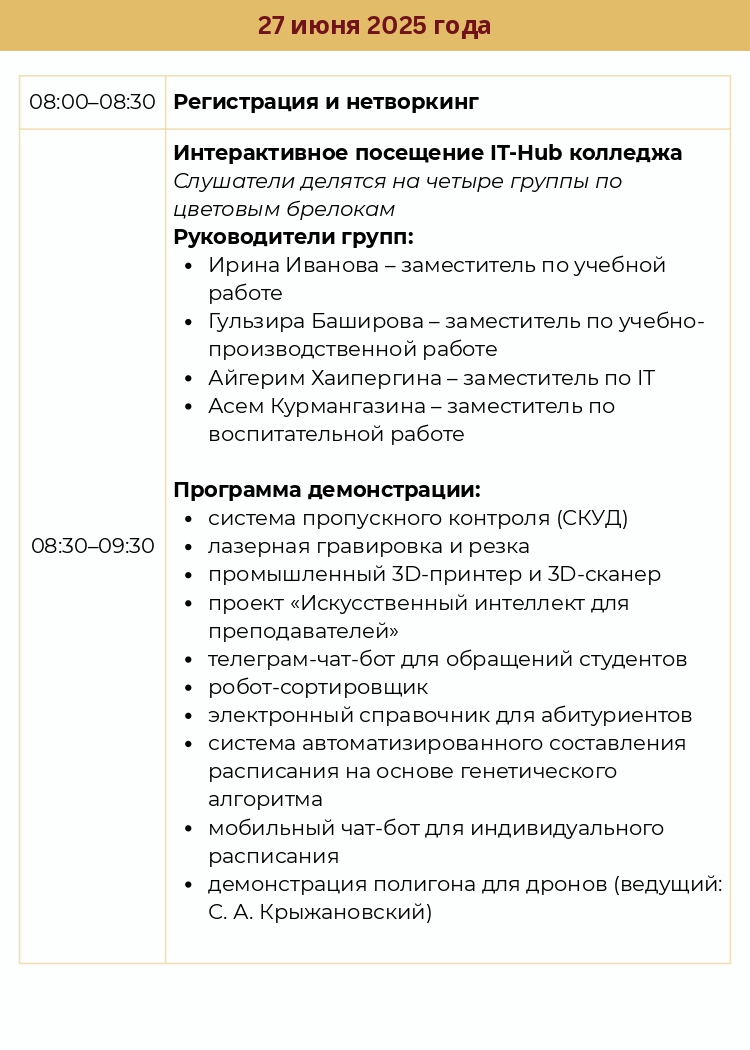 27 июня 2025 года
08:00–08:30
Регистрация и нетворкинг
08:30–09:30
Интерактивное посещение IT-Hub колледжа
Слушатели делятся на четыре группы по
цветовым брелокам
Руководители групп:
• Ирина Иванова – заместитель по учебной
работе
• Гульзира Баширова – заместитель по учебно-
производственной работе
• Айгерим Хаипергина – заместитель по IT
• Асем Курмангазина – заместитель по
воспитательной работе
Программа демонстрации:
• система пропускного контроля (СКУД)
• лазерная гравировка и резка
• промышленный 3D-принтер и 3D-сканер
• проект «Искусственный интеллект для
преподавателей»
• телеграм-чат-бот для обращений студентов
• робот-сортировщик
• электронный справочник для абитуриентов
• система автоматизированного составления
расписания на основе генетического
алгоритма
• мобильный чат-бот для индивидуального
расписания
• демонстрация полигона для дронов (ведущий:
С. А. Крыжановский)